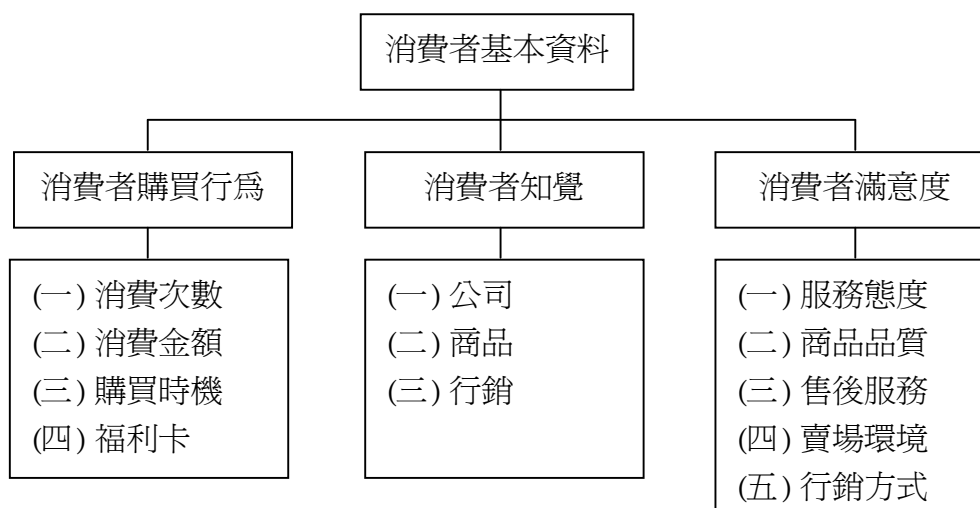 消費者基本資料
消費者購買行為
消費者知覺
消費者滿意度
(一) 消費次數
(二) 消費金額
(三) 購買時機
(四) 福利卡
(一) 公司
(二) 商品
(三) 行銷
(一) 服務態度
(二) 商品品質
(三) 售後服務
(四) 賣場環境
(五) 行銷方式